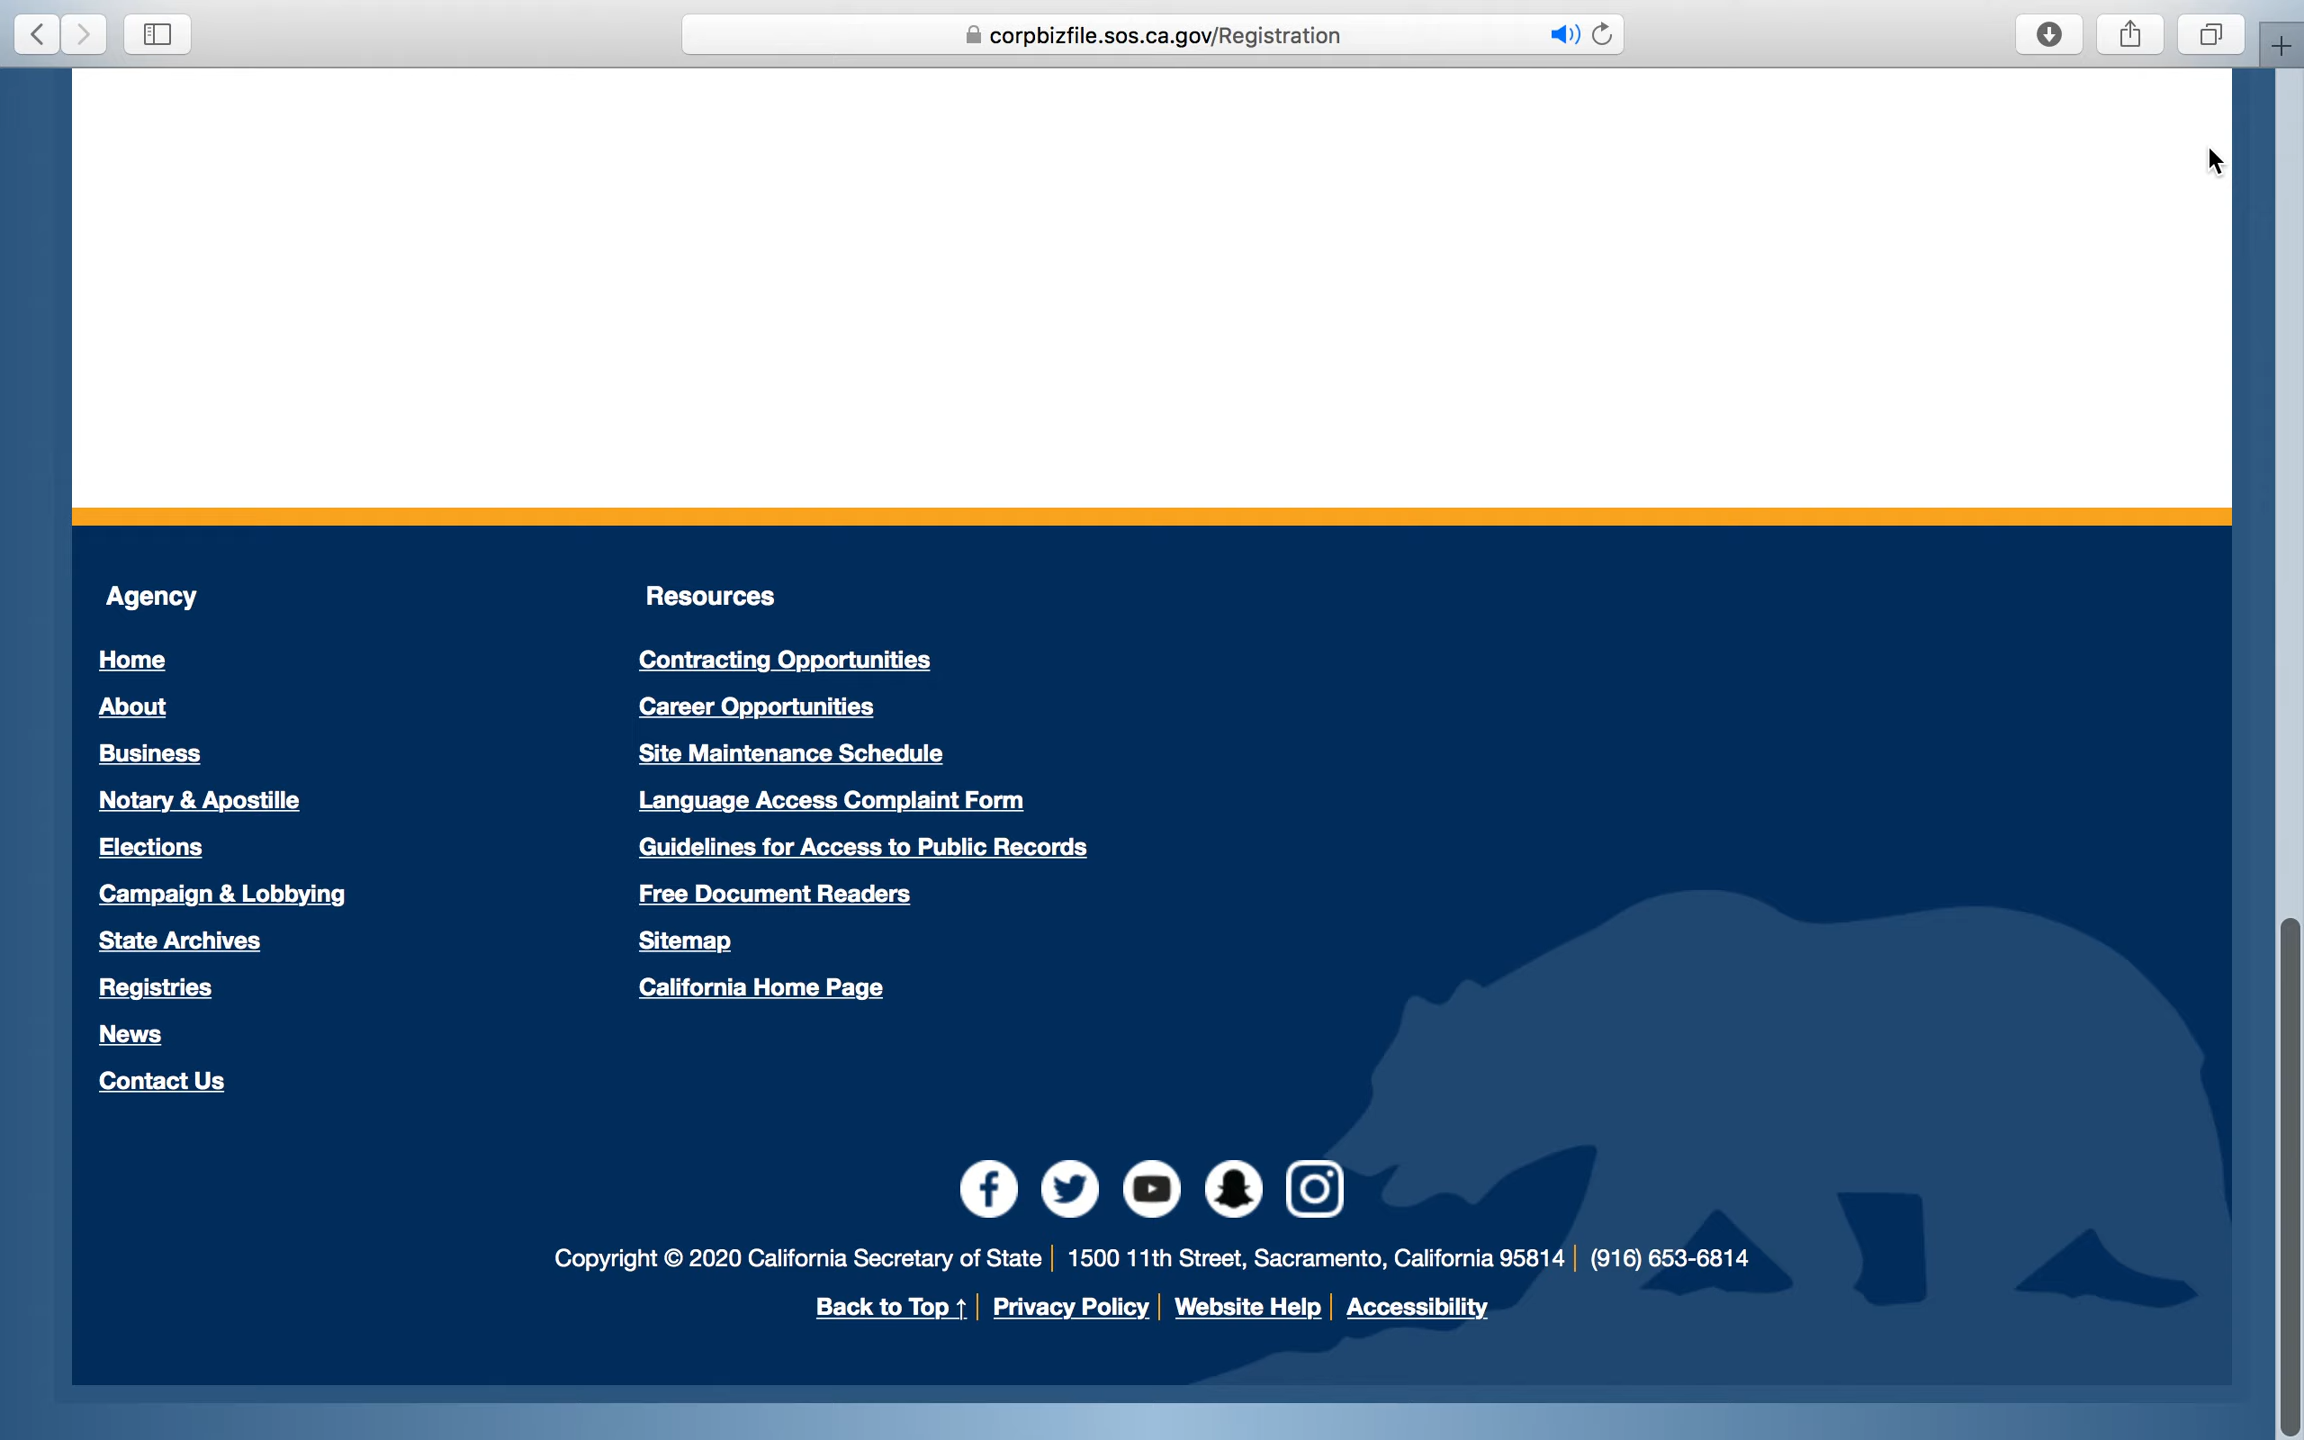 corpbizfile.sos.ca.gov/Registration
Agency
Home
About
Business
Notary & Apostille
Elections
Campaign & Lobbying
State Archives
Registries
News
Contact Us
Resources
Contracting Opportunities
Career Opportunities
Site Maintenance Schedule
Language Access Complaint Form
Guidelines for Access to Public Records
Free Document Readers
Sitemap
California Home Page
Copyright © 2020 California Secretary of State | 1500 11th Street, Sacramento, California 95814 | (916) 653-6814
Back to Top ↑ | Privacy Policy | Website Help | Accessibility